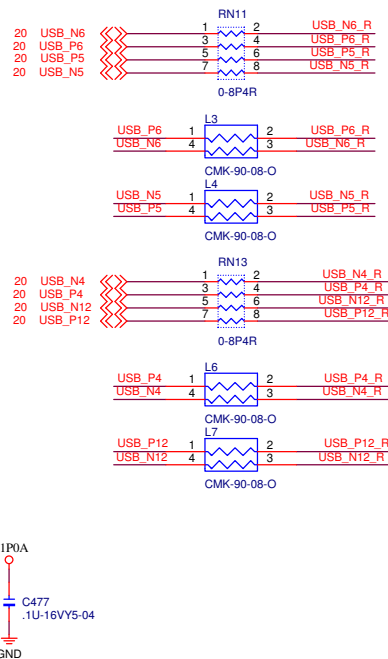 RN11
20 USB_N6 1 2 USB_N6_R
20 USB_P6 3 4 USB_P6_R
20 USB_P5 5 6 USB_P5_R
20 USB_N5 7 8 USB_N5_R
0-8P4R
L3
USB_P6 1 2 USB_P6_R
USB_N6 4 3 USB_N6_R
CMK-90-08-O
L4
USB_N5 1 2 USB_N5_R
USB_P5 4 3 USB_P5_R
CMK-90-08-O
RN13
20 USB_N4 1 2 USB_N4_R
20 USB_P4 3 4 USB_P4_R
20 USB_N12 5 6 USB_N12_R
20 USB_P12 7 8 USB_P12_R
0-8P4R
L6
USB_P4 1 2 USB_P4_R
USB_N4 4 3 USB_N4_R
CMK-90-08-O
L7
USB_P12 1 2 USB_P12_R
USB_N12 4 3 USB_N12_R
CMK-90-08-O
1P0A
C477
.1U-16VY5-04
GND